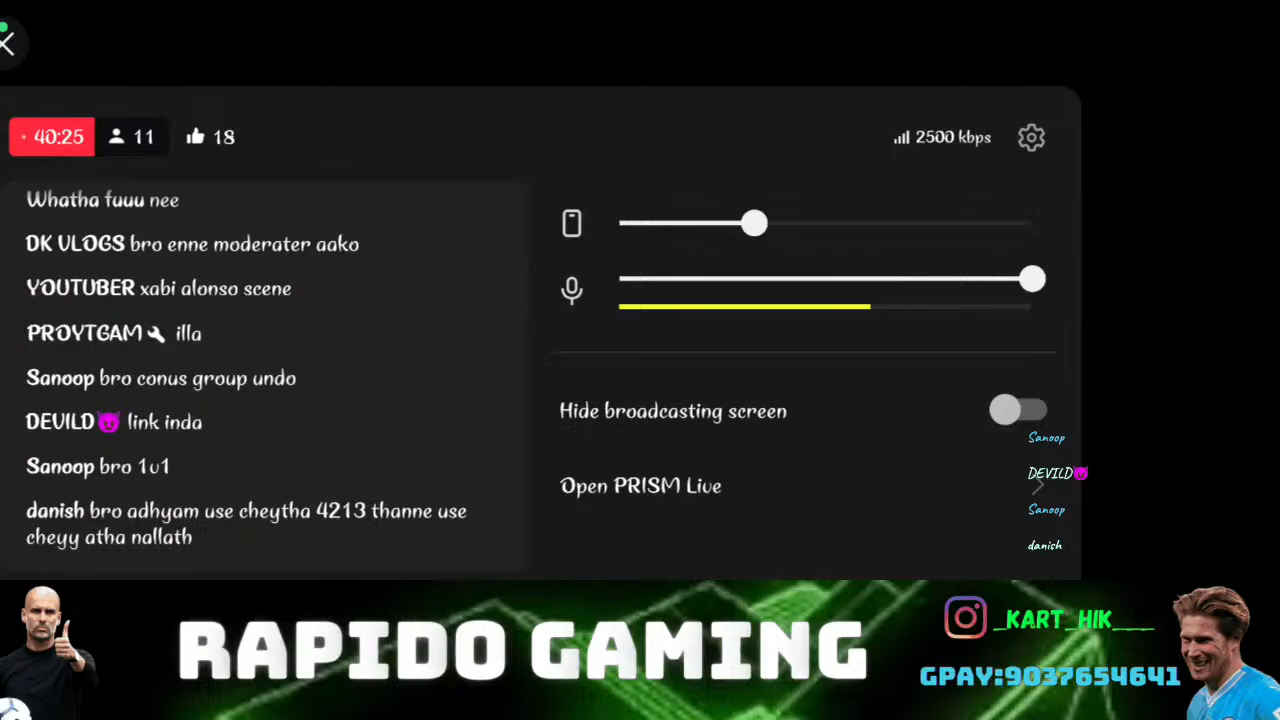 40:25 11 18 2500 kbps
Whatha fuuu nee
DK VLOGS bro enne moderater aako
YOUTUBER xabi alonso scene
PROYTGAM🔧 illa
Sanoop bro conus group undo
DEVILD😈 link inda
Sanoop bro 1v1
danish bro adhyam use cheytha 4213 thanne use
cheyy atha nallath
Hide broadcasting screen
Open PRISM Live
Sanoop
DEVILD😈
Sanoop
danish
RAPIDO GAMING
_KART_HIK___
GPAY:9037654641